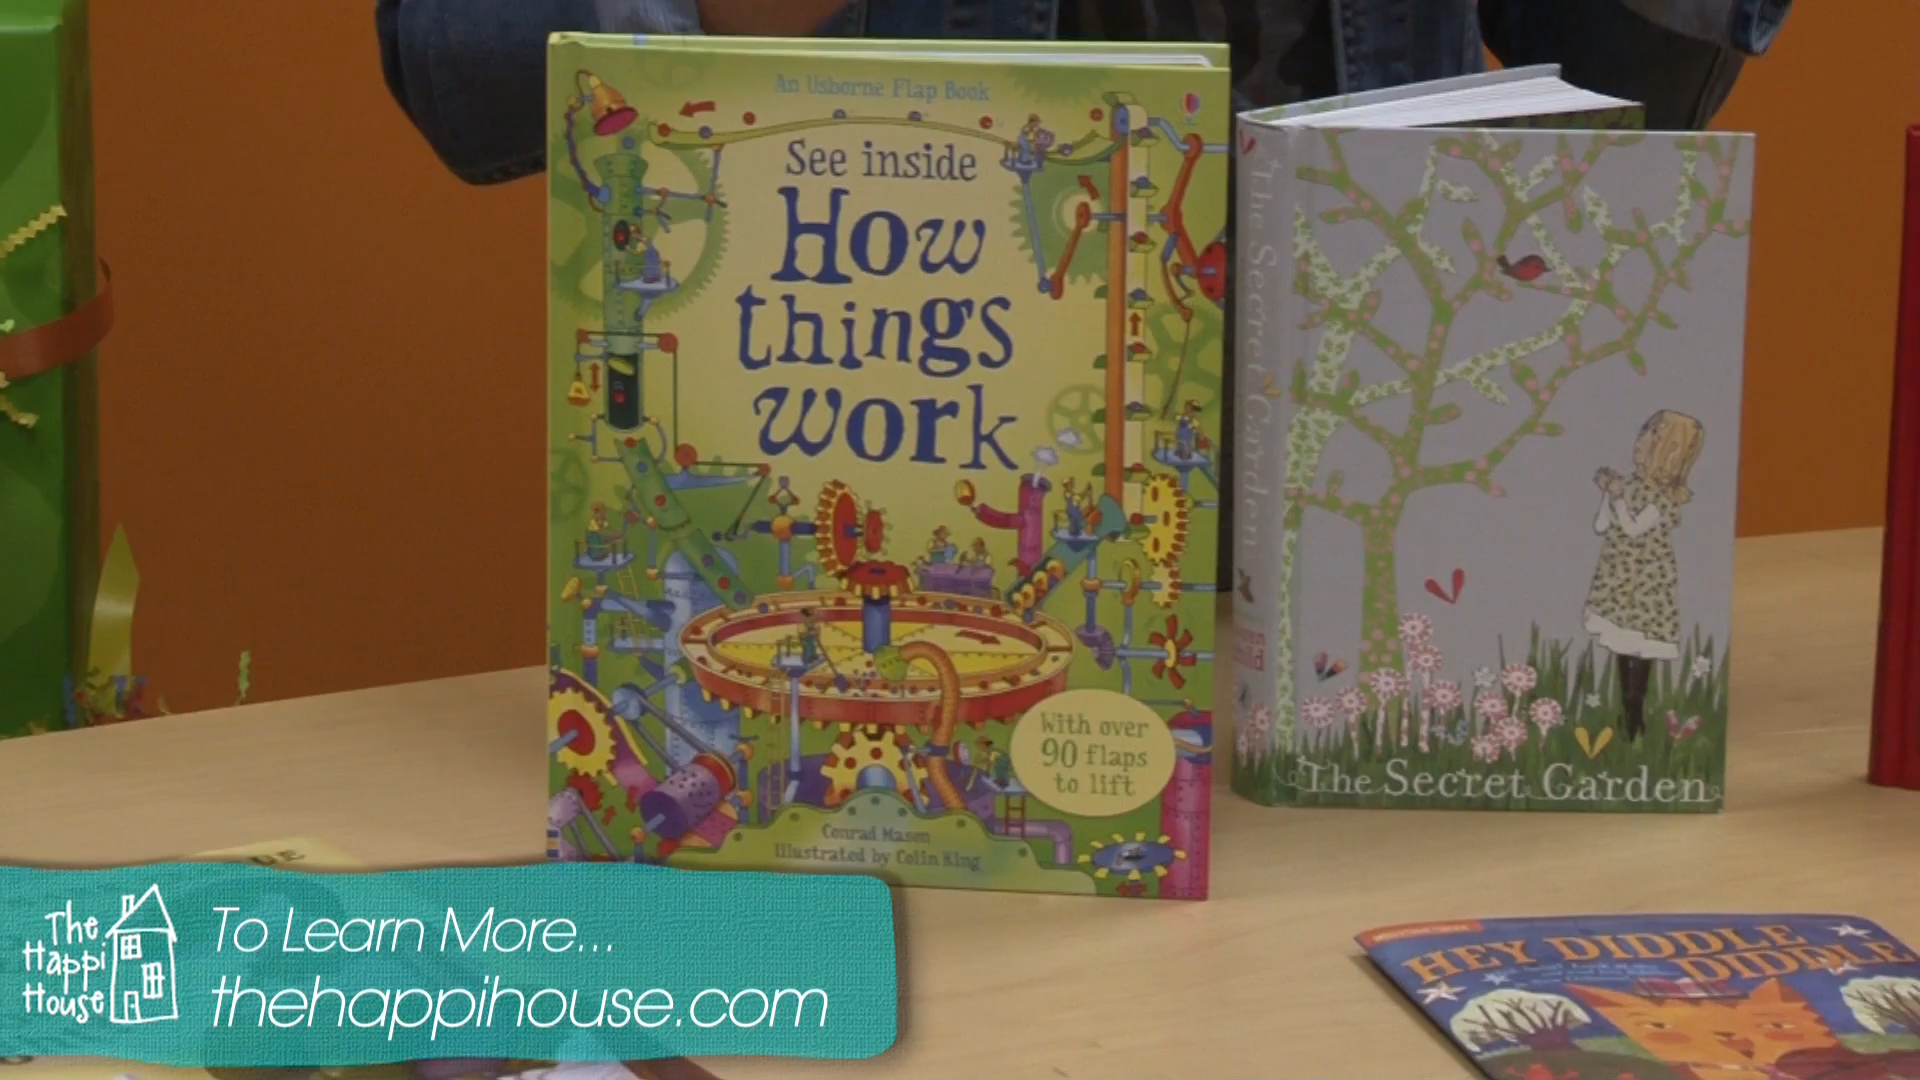 An Usborne Flap Book
See inside
How
things
work
With over
90 flaps
to lift
Conrad Mason
Illustrated by Colin King
The Secret Garden
The Secret Garden
HEY DIDDLE
DIDDLE
The
Happi
House
To Learn More...
thehappihouse.com